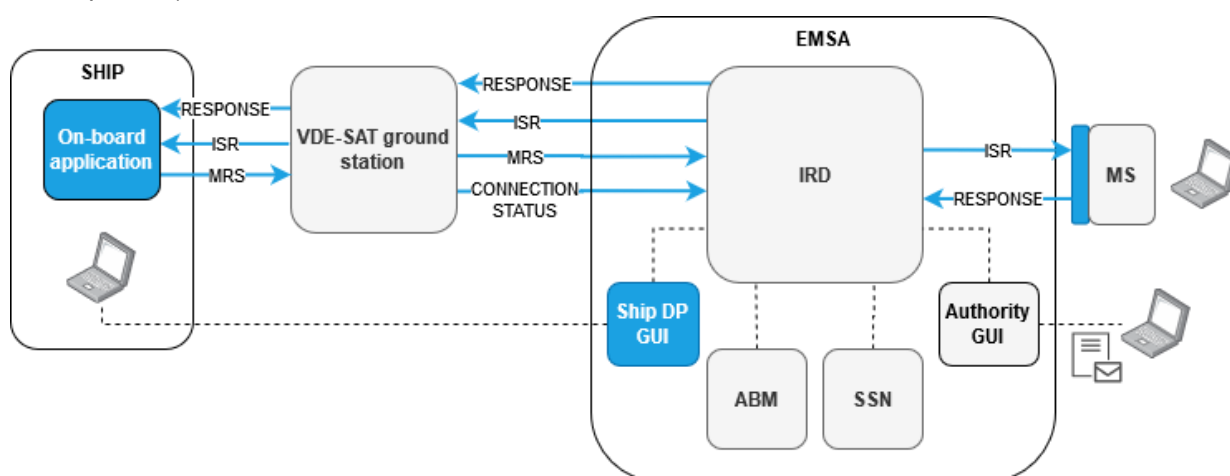 EMSA
SHIP
RESPONSE
RESPONSE
On-board
application
VDE-SAT ground
station
ISR
ISR
MRS
MRS
IRD
ISR
MS
CONNECTION
STATUS
RESPONSE
Ship DP
GUI
Authority
GUI
ABM
SSN